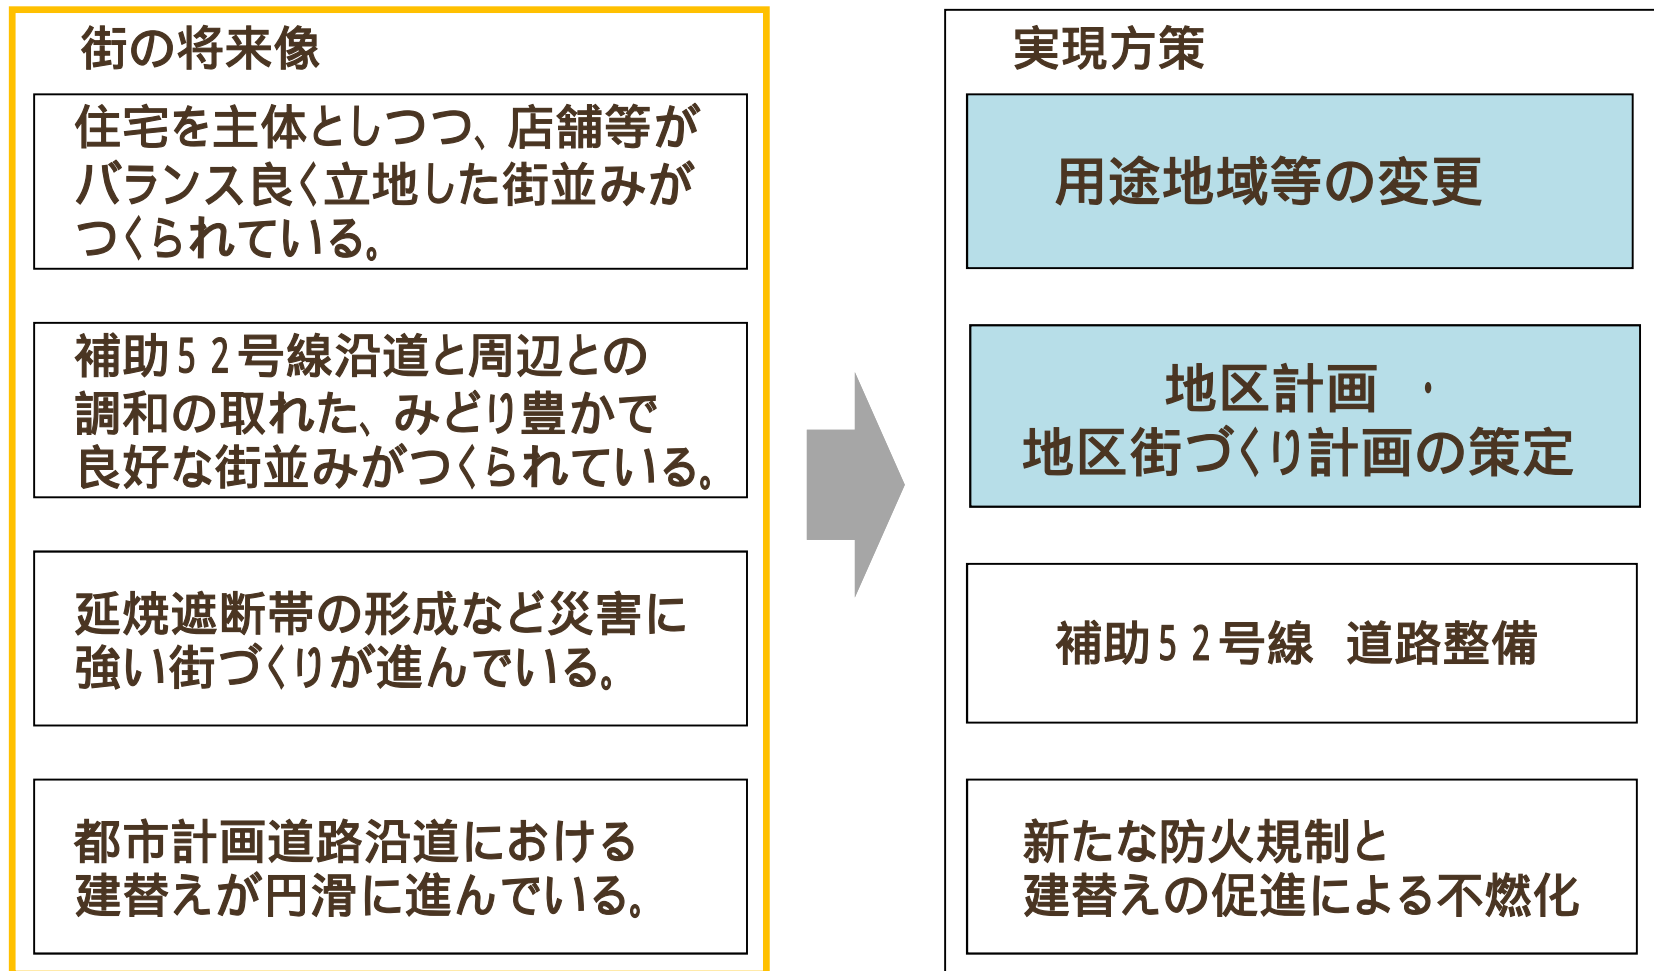 街の将来像
住宅を主体としつつ、店舗等が
バランス良く立地した街並みが
つくられている。
補助52号線沿道と周辺との
調和の取れた、みどり豊かで
良好な街並みがつくられている。
延焼遮断帯の形成など災害に
強い街づくりが進んでいる。
都市計画道路沿道における
建替えが円滑に進んでいる。
実現方策
用途地域等の変更
地区計画 ・
地区街づくり計画の策定
補助52号線 道路整備
新たな防火規制と
建替えの促進による不燃化